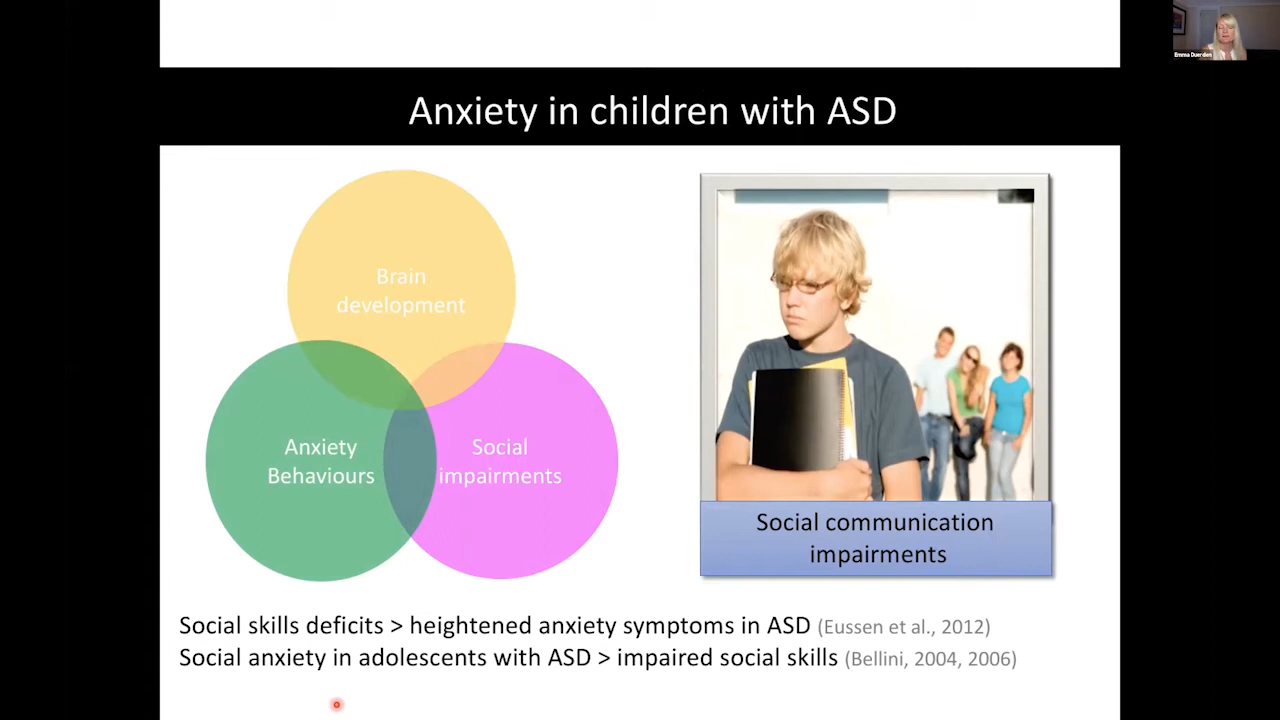 Emma Duerden
Anxiety in children with ASD
Brain
development
Anxiety
Behaviours
Social
impairments
Social communication
impairments
Social skills deficits > heightened anxiety symptoms in ASD (Eussen et al., 2012)
Social anxiety in adolescents with ASD > impaired social skills (Bellini, 2004, 2006)